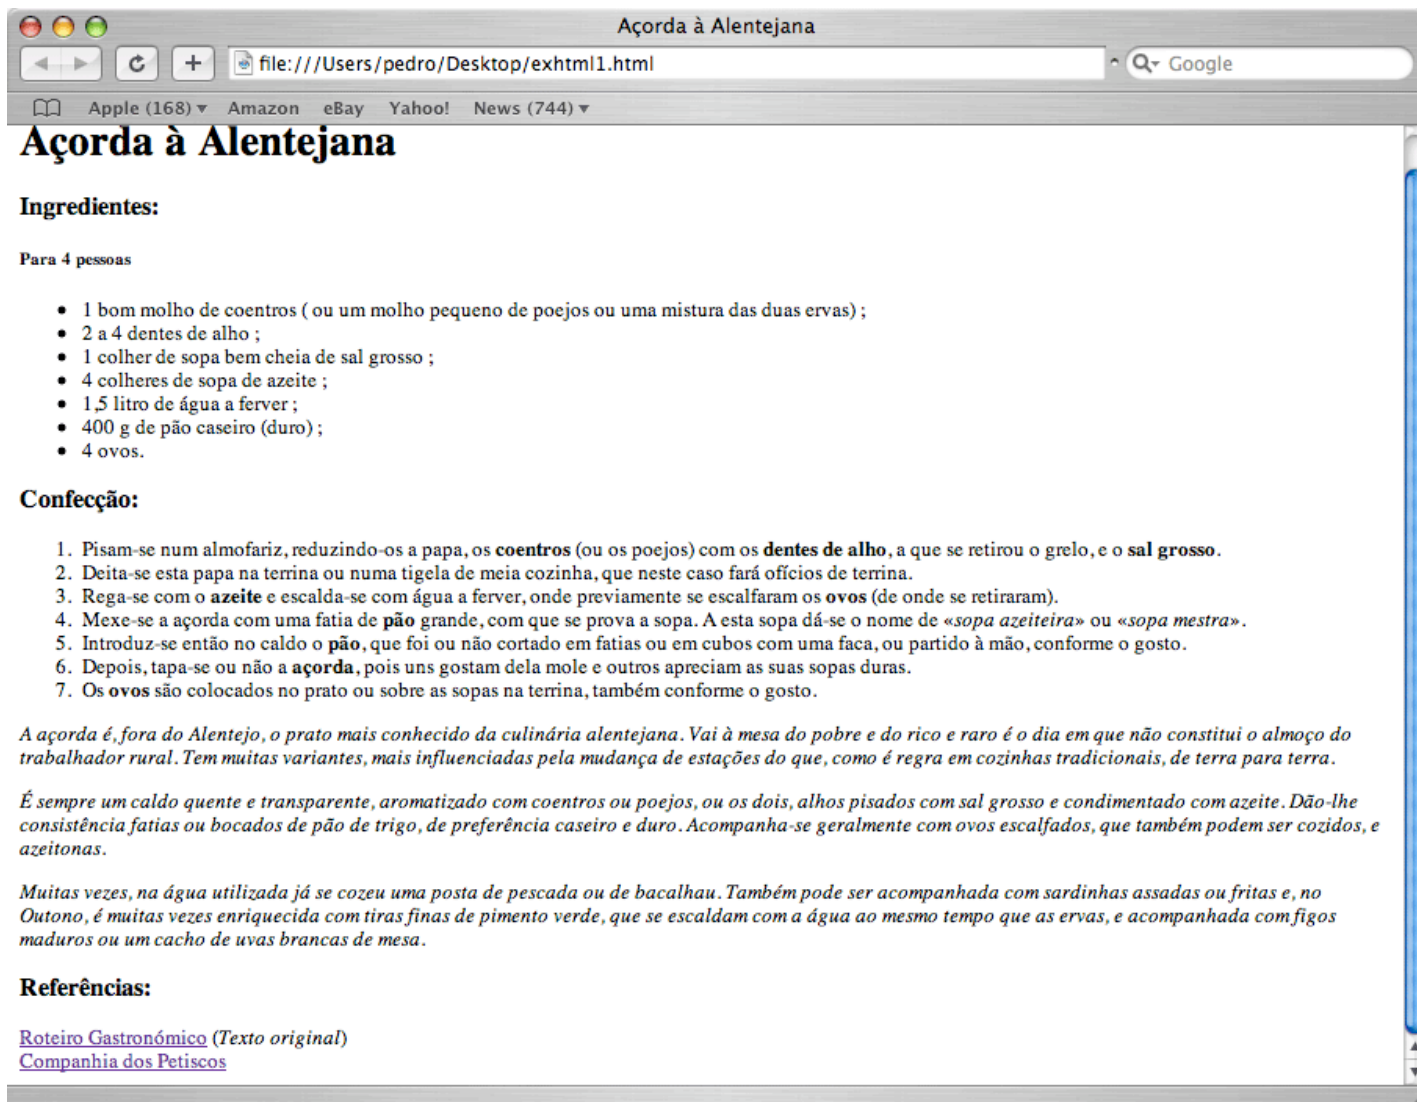 Açorda à Alentejana
file:///Users/pedro/Desktop/exhtml1.html
Google
Apple (168) Amazon eBay Yahoo! News (744)
Açorda à Alentejana
Ingredientes:
Para 4 pessoas
• 1 bom molho de coentros ( ou um molho pequeno de poejos ou uma mistura das duas ervas) ;
• 2 a 4 dentes de alho ;
• 1 colher de sopa bem cheia de sal grosso ;
• 4 colheres de sopa de azeite ;
• 1,5 litro de água a ferver ;
• 400 g de pão caseiro (duro) ;
• 4 ovos.
Confecção:
1. Pisam-se num almofariz, reduzindo-os a papa, os coentros (ou os poejos) com os dentes de alho, a que se retirou o grelo, e o sal grosso.
2. Deita-se esta papa na terrina ou numa tigela de meia cozinha, que neste caso fará ofícios de terrina.
3. Rega-se com o azeite e escalda-se com água a ferver, onde previamente se escalfaram os ovos (de onde se retiraram).
4. Mexe-se a açorda com uma fatia de pão grande, com que se prova a sopa. A esta sopa dá-se o nome de «sopa azeiteira» ou «sopa mestra».
5. Introduz-se então no caldo o pão, que foi ou não cortado em fatias ou em cubos com uma faca, ou partido à mão, conforme o gosto.
6. Depois, tapa-se ou não a açorda, pois uns gostam dela mole e outros apreciam as suas sopas duras.
7. Os ovos são colocados no prato ou sobre as sopas na terrina, também conforme o gosto.
A açorda é, fora do Alentejo, o prato mais conhecido da culinária alentejana. Vai à mesa do pobre e do rico e raro é o dia em que não constitui o almoço do
trabalhador rural. Tem muitas variantes, mais influenciadas pela mudança de estações do que, como é regra em cozinhas tradicionais, de terra para terra.
É sempre um caldo quente e transparente, aromatizado com coentros ou poejos, ou os dois, alhos pisados com sal grosso e condimentado com azeite. Dão-lhe
consistência fatias ou bocados de pão de trigo, de preferência caseiro e duro. Acompanha-se geralmente com ovos escalfados, que também podem ser cozidos, e
azeitonas.
Muitas vezes, na água utilizada já se cozeu uma posta de pescada ou de bacalhau. Também pode ser acompanhada com sardinhas assadas ou fritas e, no
Outono, é muitas vezes enriquecida com tiras finas de pimento verde, que se escaldam com a água ao mesmo tempo que as ervas, e acompanhada com figos
maduros ou um cacho de uvas brancas de mesa.
Referências:
Roteiro Gastronómico (Texto original)
Companhia dos Petiscos